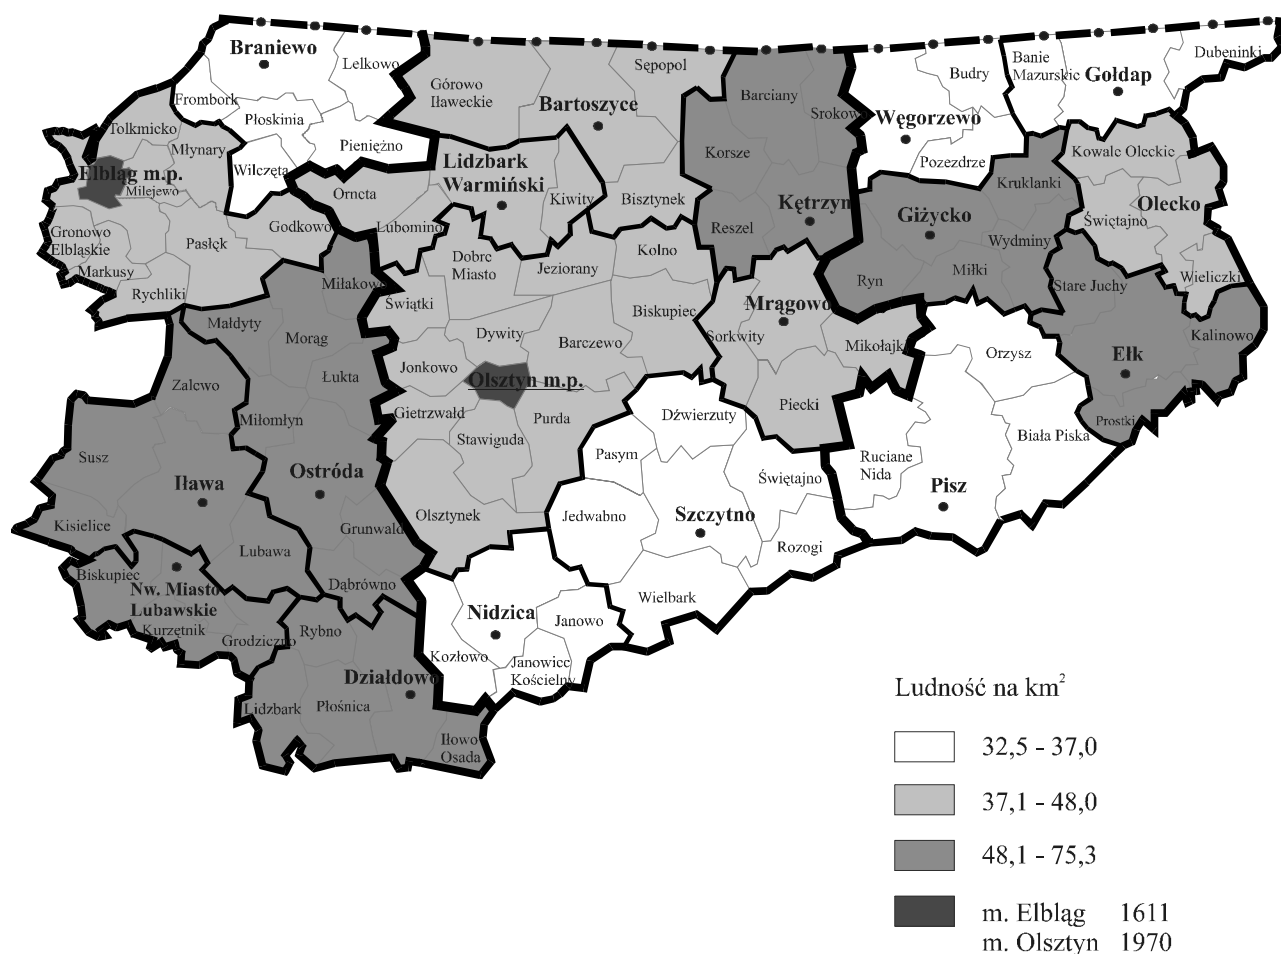 Braniewo
Lelkowo
Frombork
Płoskinia
Pieniężno
Wilczęta
Górowo
Iławeckie
Sępopol
Bartoszyce
Bisztynek
Barciany
Srokowo
Korsze
Reszel
Kętrzyn
Budry
Węgorzewo
Pozezdrze
Banie
Mazurskie
Gołdap
Dubeninki
Tolkmicko
Młynary
Elbląg m.p.
Milejewo
Gronowo
Elbląskie
Markusy
Pasłęk
Godkowo
Rychliki
Lidzbark
Warmiński
Orneta
Kiwity
Lubomino
Kruklanki
Giżycko
Wydminy
Miłki
Ryn
Kowale Oleckie
Olecko
Świętajno
Wieliczki
Dobre
Miasto
Jeziorany
Kolno
Świątki
Dywity
Barczewo
Biskupiec
Jonkowo
Olsztyn m.p.
Gietrzwałd
Stawiguda
Purda
Olsztynek
Miłakowo
Małdyty
Morąg
Łukta
Miłomłyn
Ostróda
Grunwald
Dąbrówno
Mrągowo
Sorkwity
Mikołajk
Piecki
Stare Juchy
Kalinowo
Ełk
Prostki
Zalewo
Susz
Iława
Kisielice
Lubawa
Orzysz
Biała Piska
Ruciane
Nida
Pisz
Dźwierzuty
Pasym
Świętajno
Jedwabno
Szczytno
Rozogi
Wielbark
Biskupiec
Nw. Miasto
Lubawskie
Kurzętnik
Grodziczno
Rybno
Działdowo
Lidzbark
Płośnica
Iłowo
Osada
Nidzica
Janowo
Kozłowo
Janowiec
Kościelny
Ludność na km²
32,5 - 37,0
37,1 - 48,0
48,1 - 75,3
m. Elbląg 1611
m. Olsztyn 1970